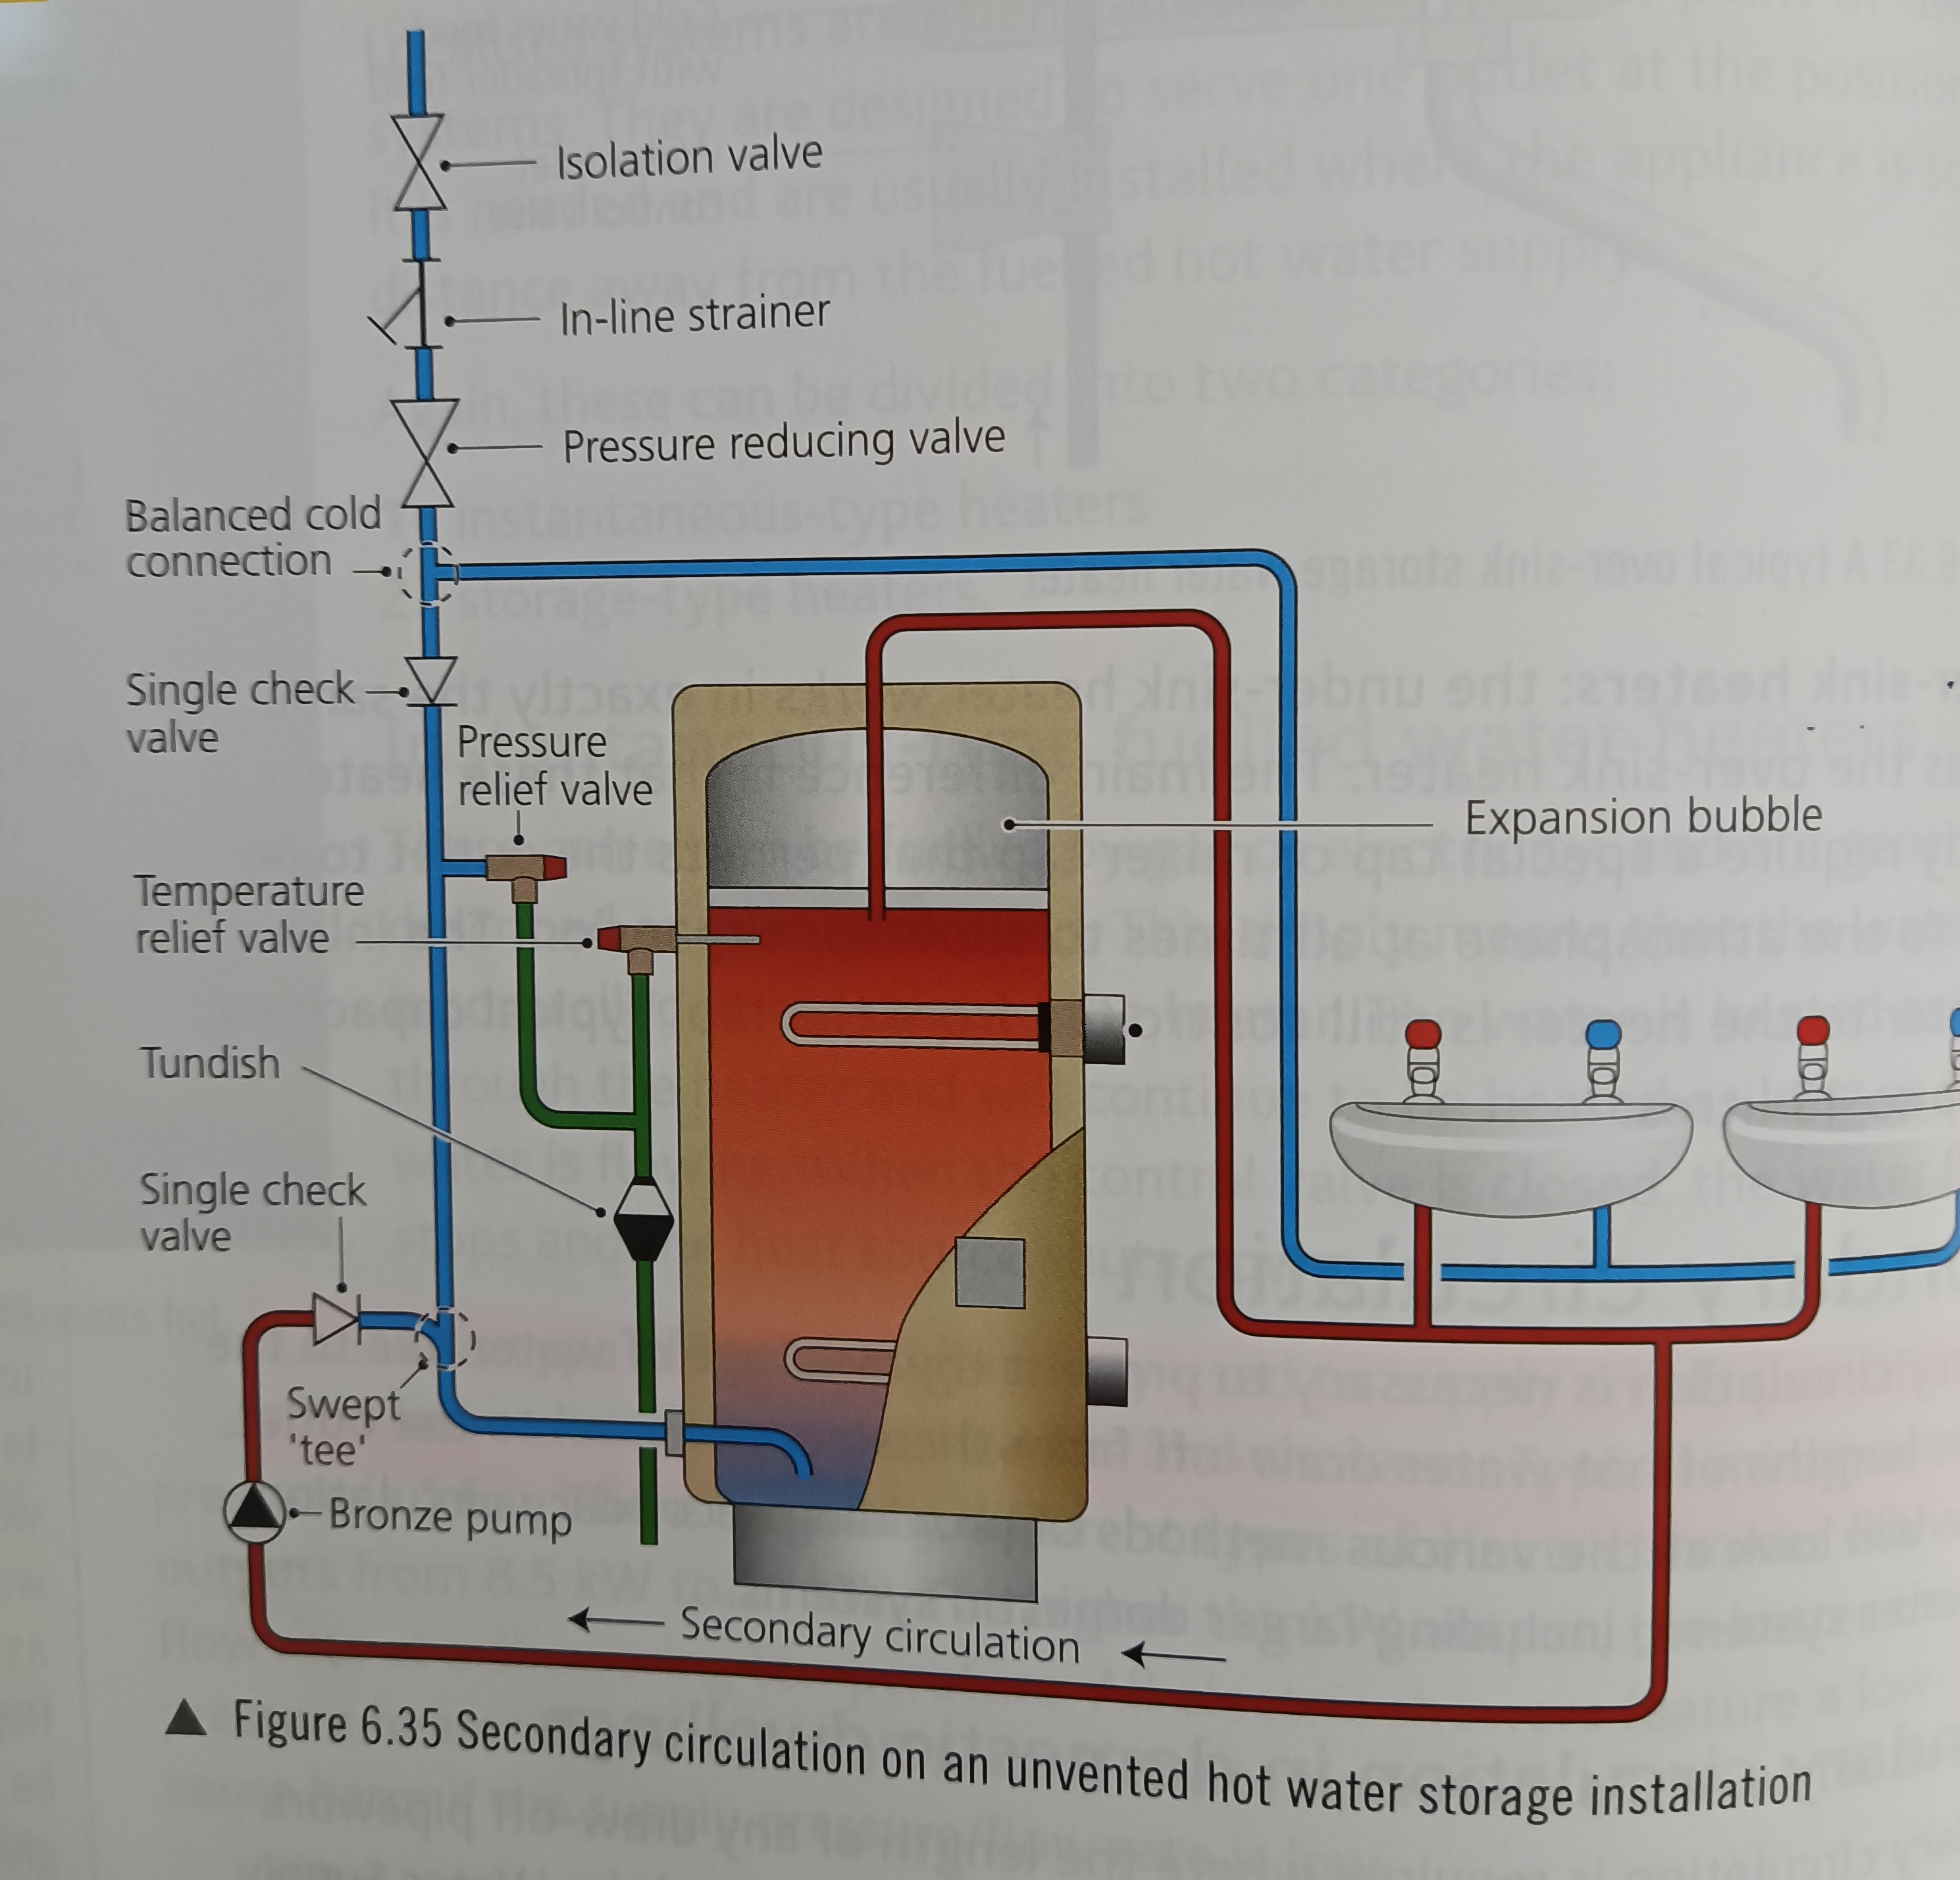 Isolation valve
In-line strainer
Pressure reducing valve
Balanced cold
connection
Single check
valve
Pressure
relief valve
Expansion bubble
Temperature
relief valve
Tundish
Single check
valve
Swept
'tee'
Bronze pump
Secondary circulation
▲ Figure 6.35 Secondary circulation on an unvented hot water storage installation